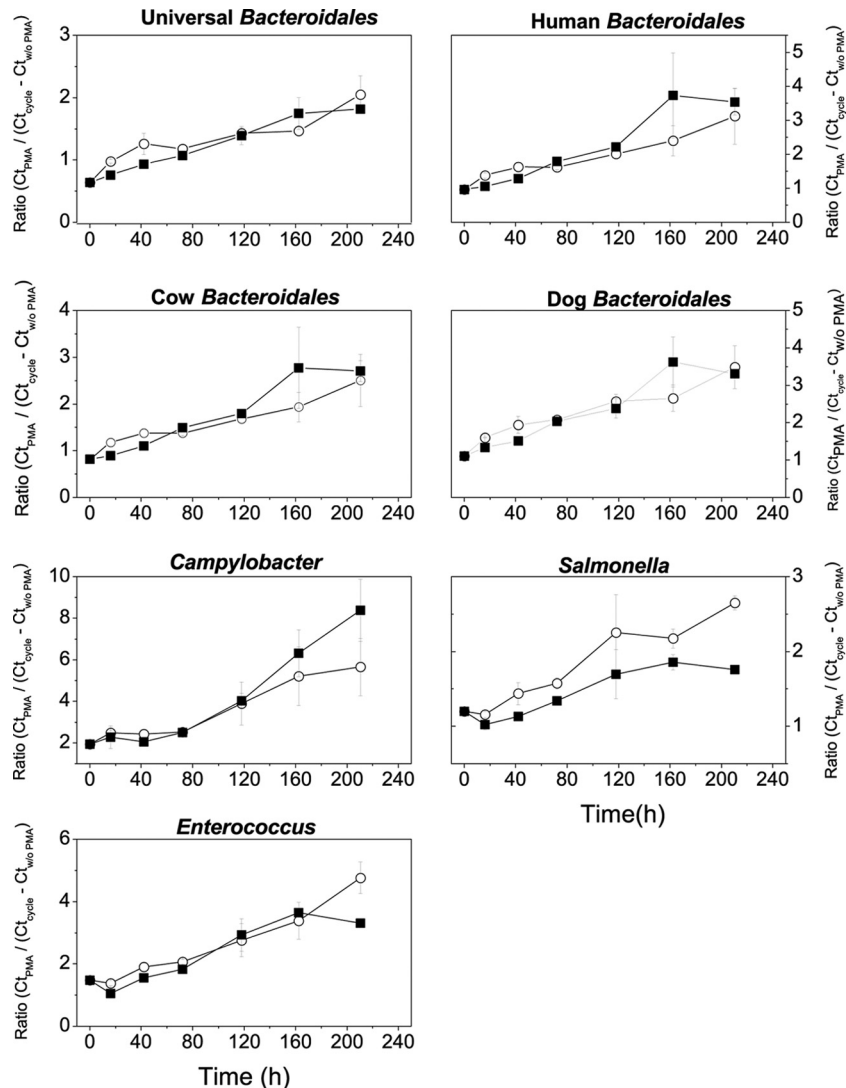 Universal Bacteroidales
Human Bacteroidales
3
2
1
0
Ratio (Ct_PMA / (Ct_cycle - Ct_w/o PMA)
0 40 80 120 160 200 240
5
4
3
2
1
0
Ratio (Ct_PMA / (Ct_cycle- Ct_w/o PMA)
0 40 80 120 160 200 240
Cow Bacteroidales
Dog Bacteroidales
4
3
2
1
0
Ratio (Ct_PMA / (Ct_cycle - Ct_w/o PMA)
0 40 80 120 160 200 240
5
4
3
2
1
0
Ratio (CtPMA / (Ct_cycle- Ctw/o PMA)
0 40 80 120 160 200 240
Campylobacter
Salmonella
10
8
6
4
2
Ratio (Ct_PMA / (Ct_cycle - Ct_w/o PMA)
0 40 80 120 160 200 240
3
2
1
Ratio (Ct_PMA / (Ct_cycle - Ct_w/o PMA)
0 40 80 120 160 200 240
Time(h)
Enterococcus
6
4
2
0
Ratio (Ct_PMA / (Ct_cycle - Ct_w/o PMA)
0 40 80 120 160 200 240
Time (h)